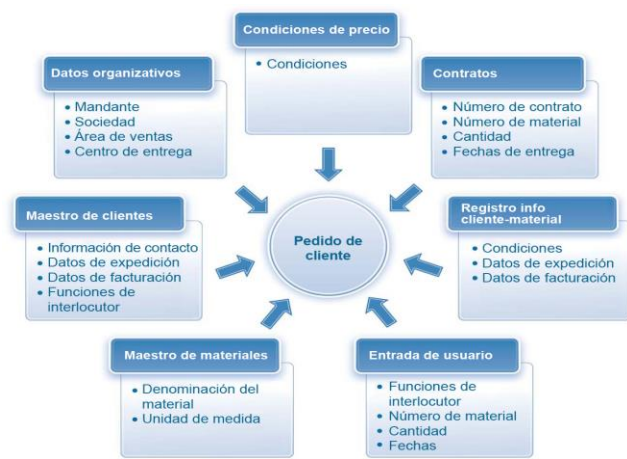 Condiciones de precio
• Condiciones
Datos organizativos
• Mandante
• Sociedad
• Área de ventas
• Centro de entrega
Contratos
• Número de contrato
• Número de material
• Cantidad
• Fechas de entrega
Maestro de clientes
• Información de contacto
• Datos de expedición
• Datos de facturación
• Funciones de
interlocutor
Pedido de
cliente
Registro info
cliente-material
• Condiciones
• Datos de expedición
• Datos de facturación
Maestro de materiales
• Denominación del
material
• Unidad de medida
Entrada de usuario
• Funciones de
interlocutor
• Número de material
• Cantidad
• Fechas